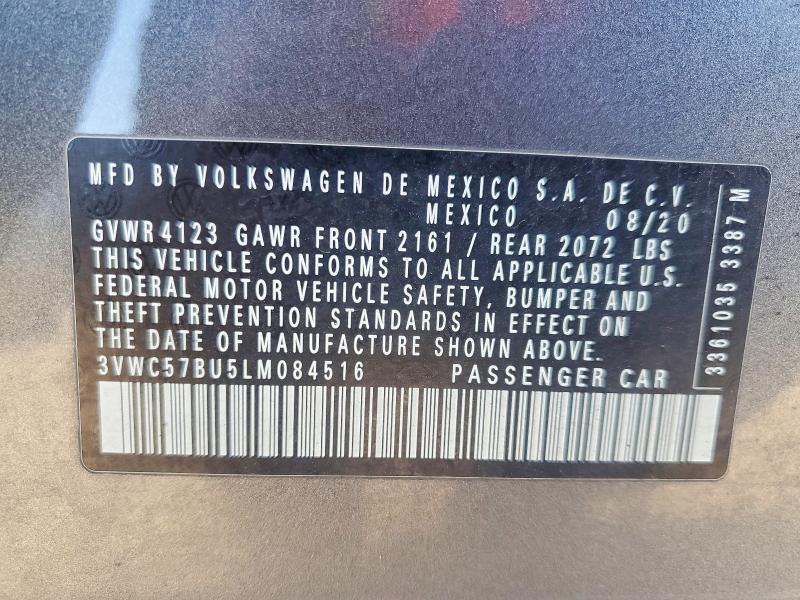 MFD BY VOLKSWAGEN DE MEXICO S.A. DE C.V.
MEXICO 08/20
GVWR4123 GAWR FRONT 2161 / REAR 2072 LBS
THIS VEHICLE CONFORMS TO ALL APPLICABLE U.S.
FEDERAL MOTOR VEHICLE SAFETY, BUMPER AND
THEFT PREVENTION STANDARDS IN EFFECT ON
THE DATE OF MANUFACTURE SHOWN ABOVE.
3VWC57BU5LM084516 PASSENGER CAR
3361035 3387 M